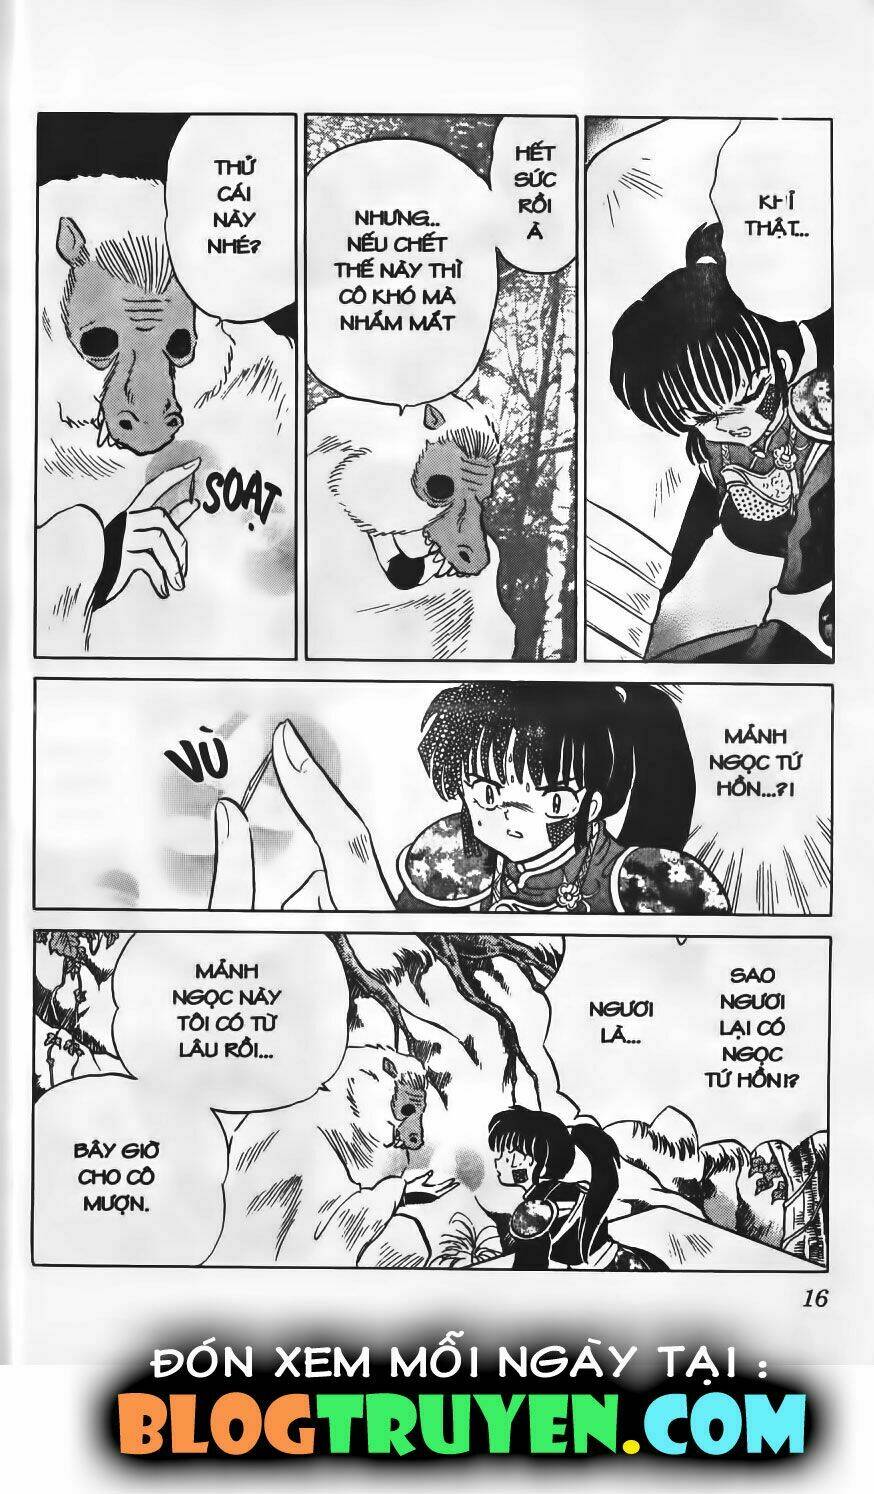 KHỈ
THẬT...
HẾT
SỨC
RỒI
À
NHƯNG...
NẾU CHẾT
THẾ NÀY THÌ
CÔ KHÓ MÀ
NHẮM MẮT
THỬ
CÁI
NÀY
NHÉ?
SOẠT
MẢNH
NGỌC TỨ
HỒN...?!
VÙ
SAO
NGƯƠI
LẠI CÓ
NGỌC
TỨ HỒN!?
NGƯƠI
LÀ...
MẢNH
NGỌC NÀY
TÔI CÓ TỪ
LÂU RỒI...
BÂY GIỜ
CHO CÔ
MƯỢN.
16
ĐÓN XEM MỖI NGÀY TẠI :
BLOGTRUYEN.COM